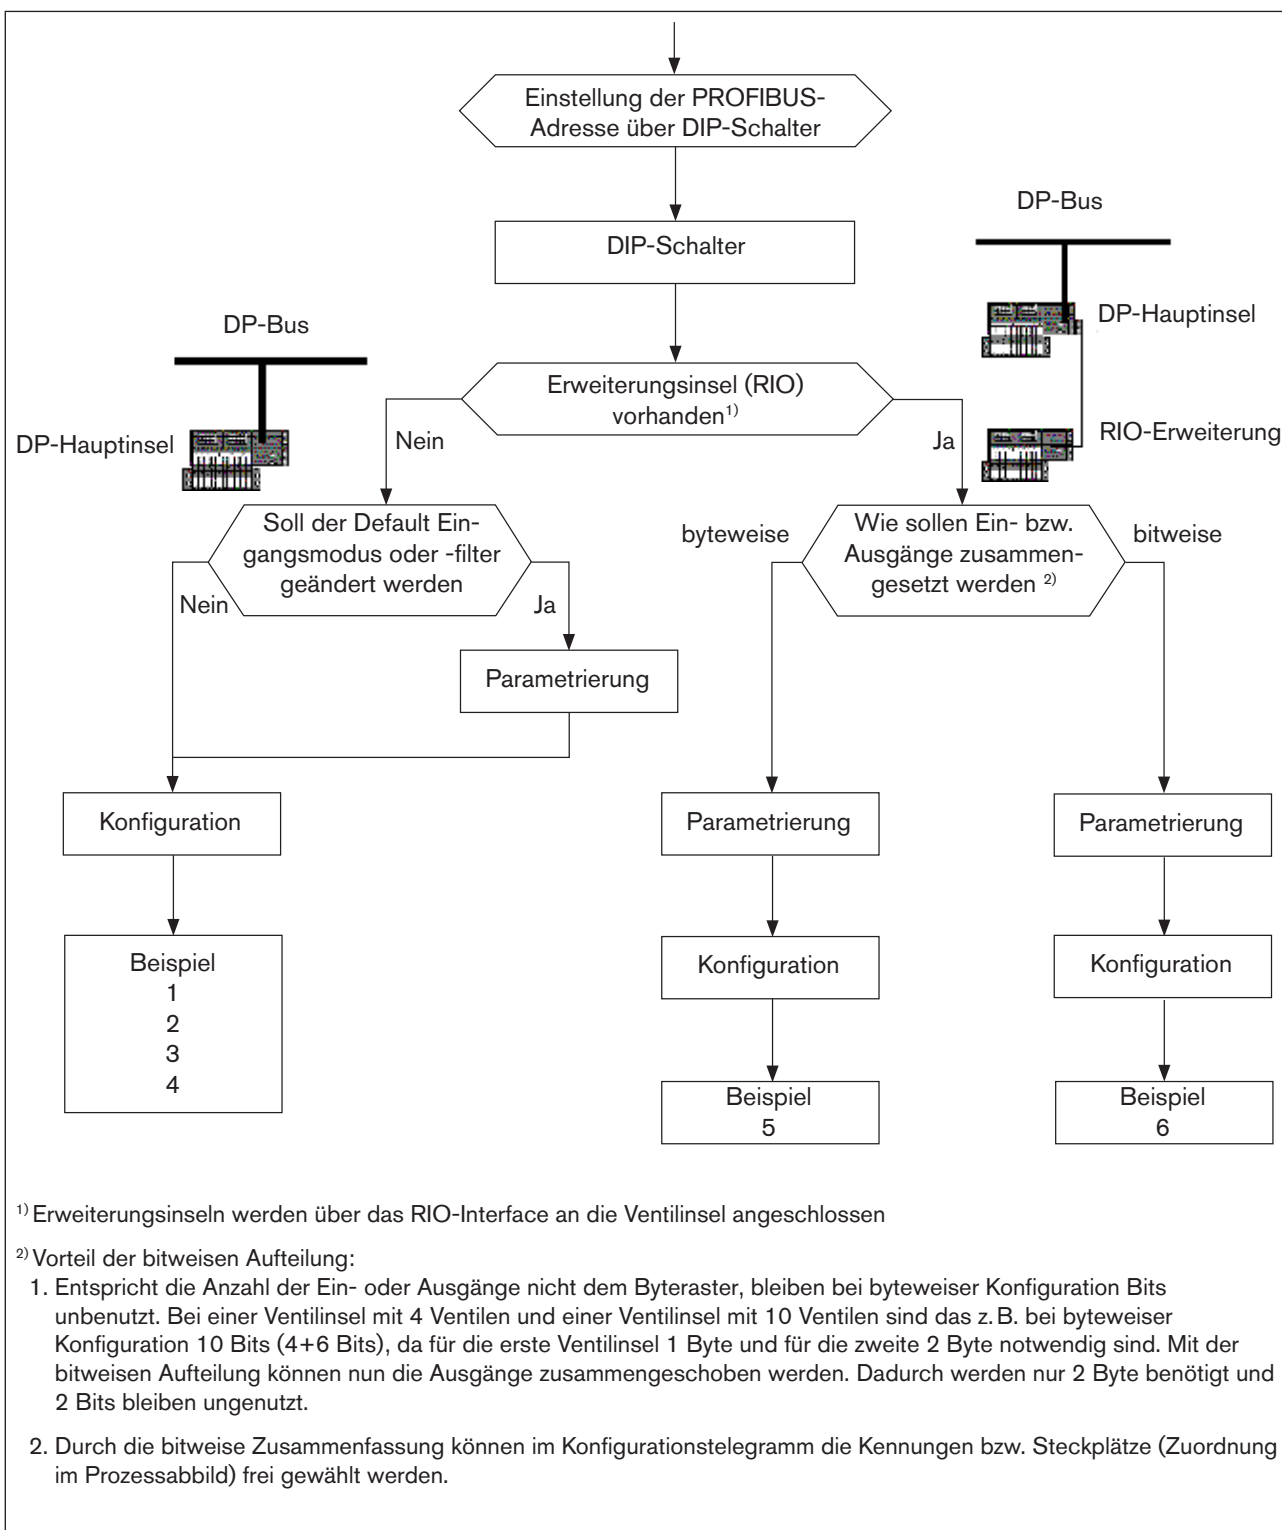 Einstellung der PROFIBUS-
Adresse über DIP-Schalter
DIP-Schalter
DP-Bus
DP-Hauptinsel
RIO-Erweiterung
DP-Bus
DP-Hauptinsel
Erweiterungsinsel (RIO)
vorhanden1)
Nein
Ja
Soll der Default Ein-
gangsmodus oder -filter
geändert werden
Nein
Ja
byteweise
Wie sollen Ein- bzw.
Ausgänge zusammen-
gesetzt werden 2)
bitweise
Parametrierung
Konfiguration
Parametrierung
Parametrierung
Konfiguration
Konfiguration
Beispiel
1
2
3
4
Beispiel
5
Beispiel
6
1) Erweiterungsinseln werden über das RIO-Interface an die Ventilinsel angeschlossen
2) Vorteil der bitweisen Aufteilung:
1. Entspricht die Anzahl der Ein- oder Ausgänge nicht dem Byteraster, bleiben bei byteweiser Konfiguration Bits
unbenutzt. Bei einer Ventilinsel mit 4 Ventilen und einer Ventilinsel mit 10 Ventilen sind das z. B. bei byteweiser
Konfiguration 10 Bits (4+6 Bits), da für die erste Ventilinsel 1 Byte und für die zweite 2 Byte notwendig sind. Mit der
bitweisen Aufteilung können nun die Ausgänge zusammengeschoben werden. Dadurch werden nur 2 Byte benötigt und
2 Bits bleiben ungenutzt.
2. Durch die bitweise Zusammenfassung können im Konfigurationstelegramm die Kennungen bzw. Steckplätze (Zuordnung
im Prozessabbild) frei gewählt werden.